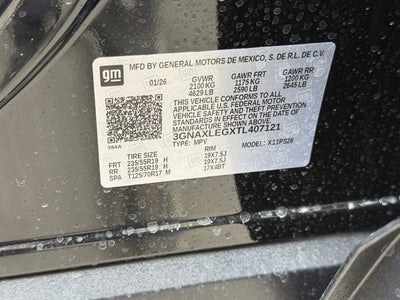 gm
MFD BY GENERAL MOTORS DE MEXICO, S. DE R.L. DE C.V.
01/26 GVWR GAWR FRT GAWR RR
2100 KG 1175 KG 1200 KG
4629 LB 2590 LB 2645 LB
THIS VEHICLE CONFORMS TO ALL
APPLICABLE U.S. FEDERAL MOTOR VEHICLE
SAFETY, BUMPER, AND THEFT PREVENTION
STANDARDS IN EFFECT ON THE DATE OF
MANUFACTURE SHOWN ABOVE.
3GNAXLEGXTL407121
TYPE: MPV MODEL: X11PS26
384A
TIRE SIZE RIM
FRT 235/55R19 H 19X7.5J
RR 235/55R19 H 19X7.5J
SPA T125/70R17 M 17X4BT